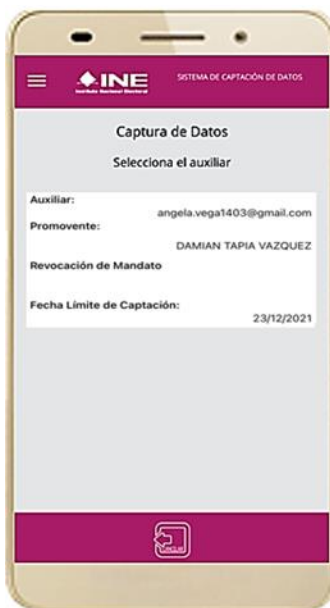 INE
Instituto Nacional Electoral
SISTEMA DE CAPTACIÓN DE DATOS
Captura de Datos
Selecciona el auxiliar
Auxiliar:
angela.vega1403@gmail.com
Promovente:
DAMIAN TAPIA VAZQUEZ
Revocación de Mandato
Fecha Límite de Captación:
23/12/2021